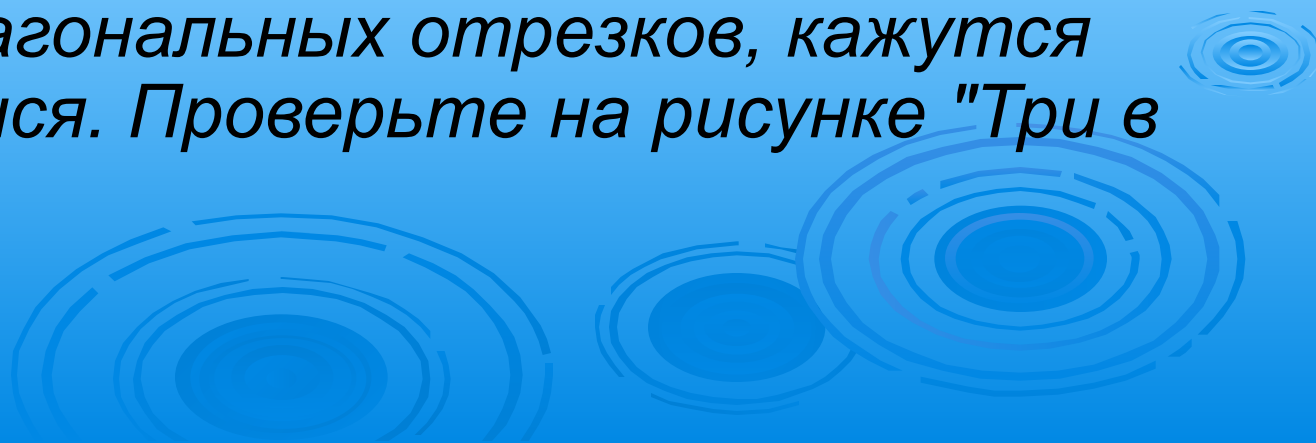 агональных отрезков, кажутся
ися. Проверьте на рисунке "Три в